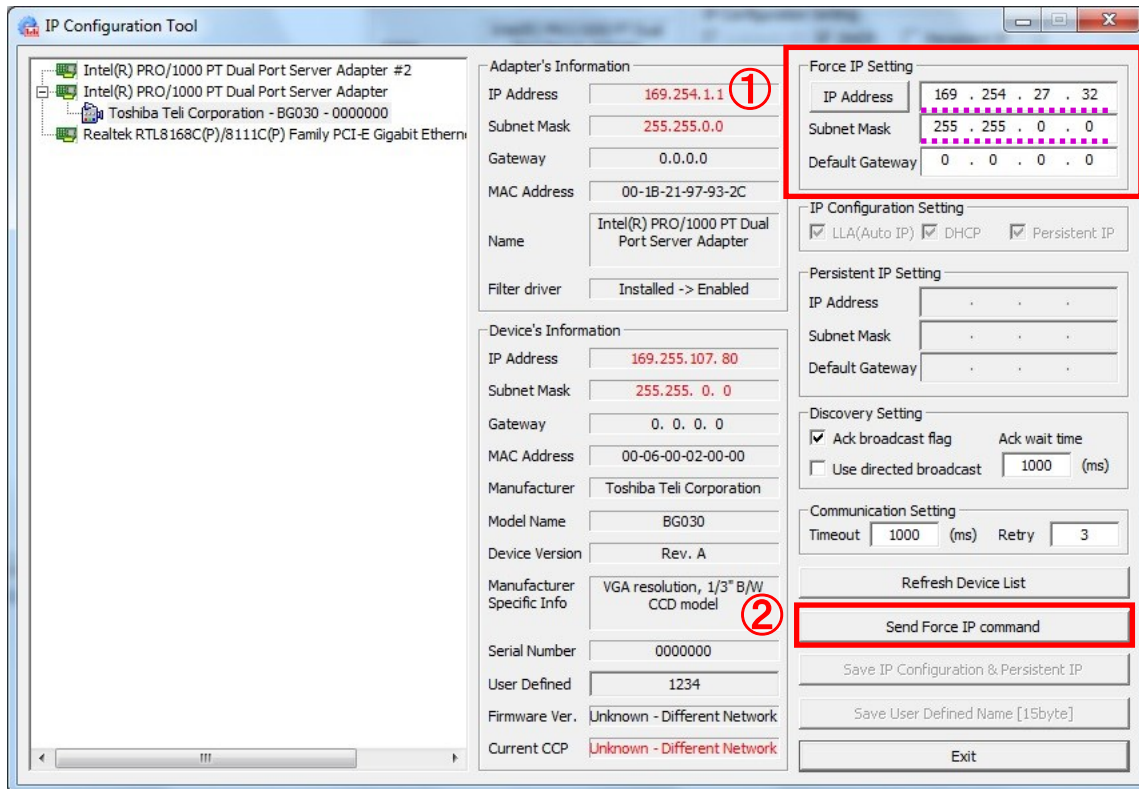 IP Configuration Tool
Intel(R) PRO/1000 PT Dual Port Server Adapter #2
Intel(R) PRO/1000 PT Dual Port Server Adapter
Toshiba Teli Corporation - BG030 - 0000000
Realtek RTL8168C(P)/8111C(P) Family PCI-E Gigabit Etherne
Adapter's Information
①
IP Address 169.254.1.1
Subnet Mask 255.255.0.0
Gateway 0.0.0.0
MAC Address 00-1B-21-97-93-2C
Name Intel(R) PRO/1000 PT Dual
Port Server Adapter
Filter driver Installed -> Enabled
Device's Information
IP Address 169.255.107. 80
Subnet Mask 255.255. 0. 0
Gateway 0. 0. 0. 0
MAC Address 00-06-00-02-00-00
Manufacturer Toshiba Teli Corporation
Model Name BG030
Device Version Rev. A
Manufacturer
Specific Info
VGA resolution, 1/3" B/W
CCD model
②
Serial Number 0000000
User Defined 1234
Firmware Ver. Unknown - Different Network
Current CCP Unknown - Different Network
Force IP Setting
IP Address 169 . 254 . 27 . 32
Subnet Mask 255 . 255 . 0 . 0
Default Gateway 0 . 0 . 0 . 0
IP Configuration Setting
LLA(Auto IP) DHCP Persistent IP
Persistent IP Setting
IP Address . . .
Subnet Mask . . .
Default Gateway . . .
Discovery Setting
Ack broadcast flag Ack wait time
Use directed broadcast 1000 (ms)
Communication Setting
Timeout 1000 (ms) Retry 3
Refresh Device List
Send Force IP command
Save IP Configuration & Persistent IP
Save User Defined Name [15byte]
Exit